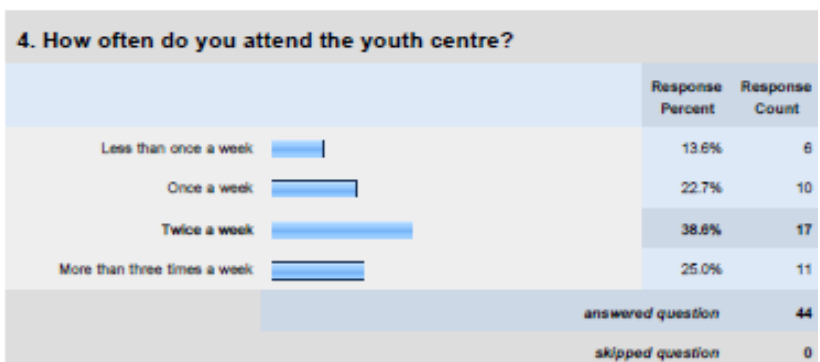 4. How often do you attend the youth centre?
Response Percent Response Count
Less than once a week 13.6% 6
Once a week 22.7% 10
Twice a week 38.6% 17
More than three times a week 25.0% 11
answered question 44
skipped question 0